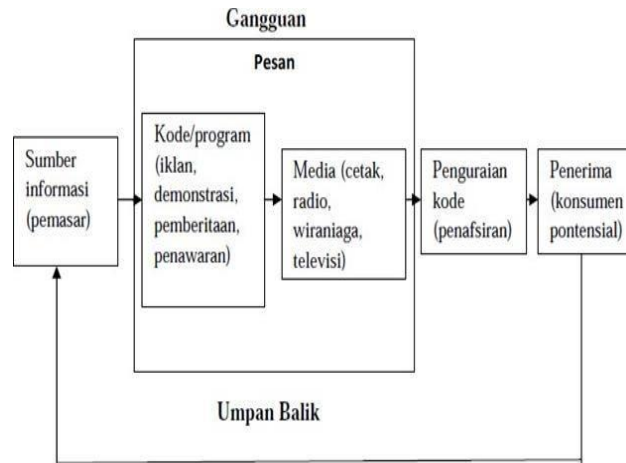 Gangguan
Pesan
Sumber
informasi
(pemasar)
Kode/program
(iklan,
demonstrasi,
pemberitaan,
penawaran)
Media (cetak,
radio,
wiraniaga,
televisi)
Penguraian
kode
(penafsiran)
Penerima
(konsumen
pontensial)
Umpan Balik